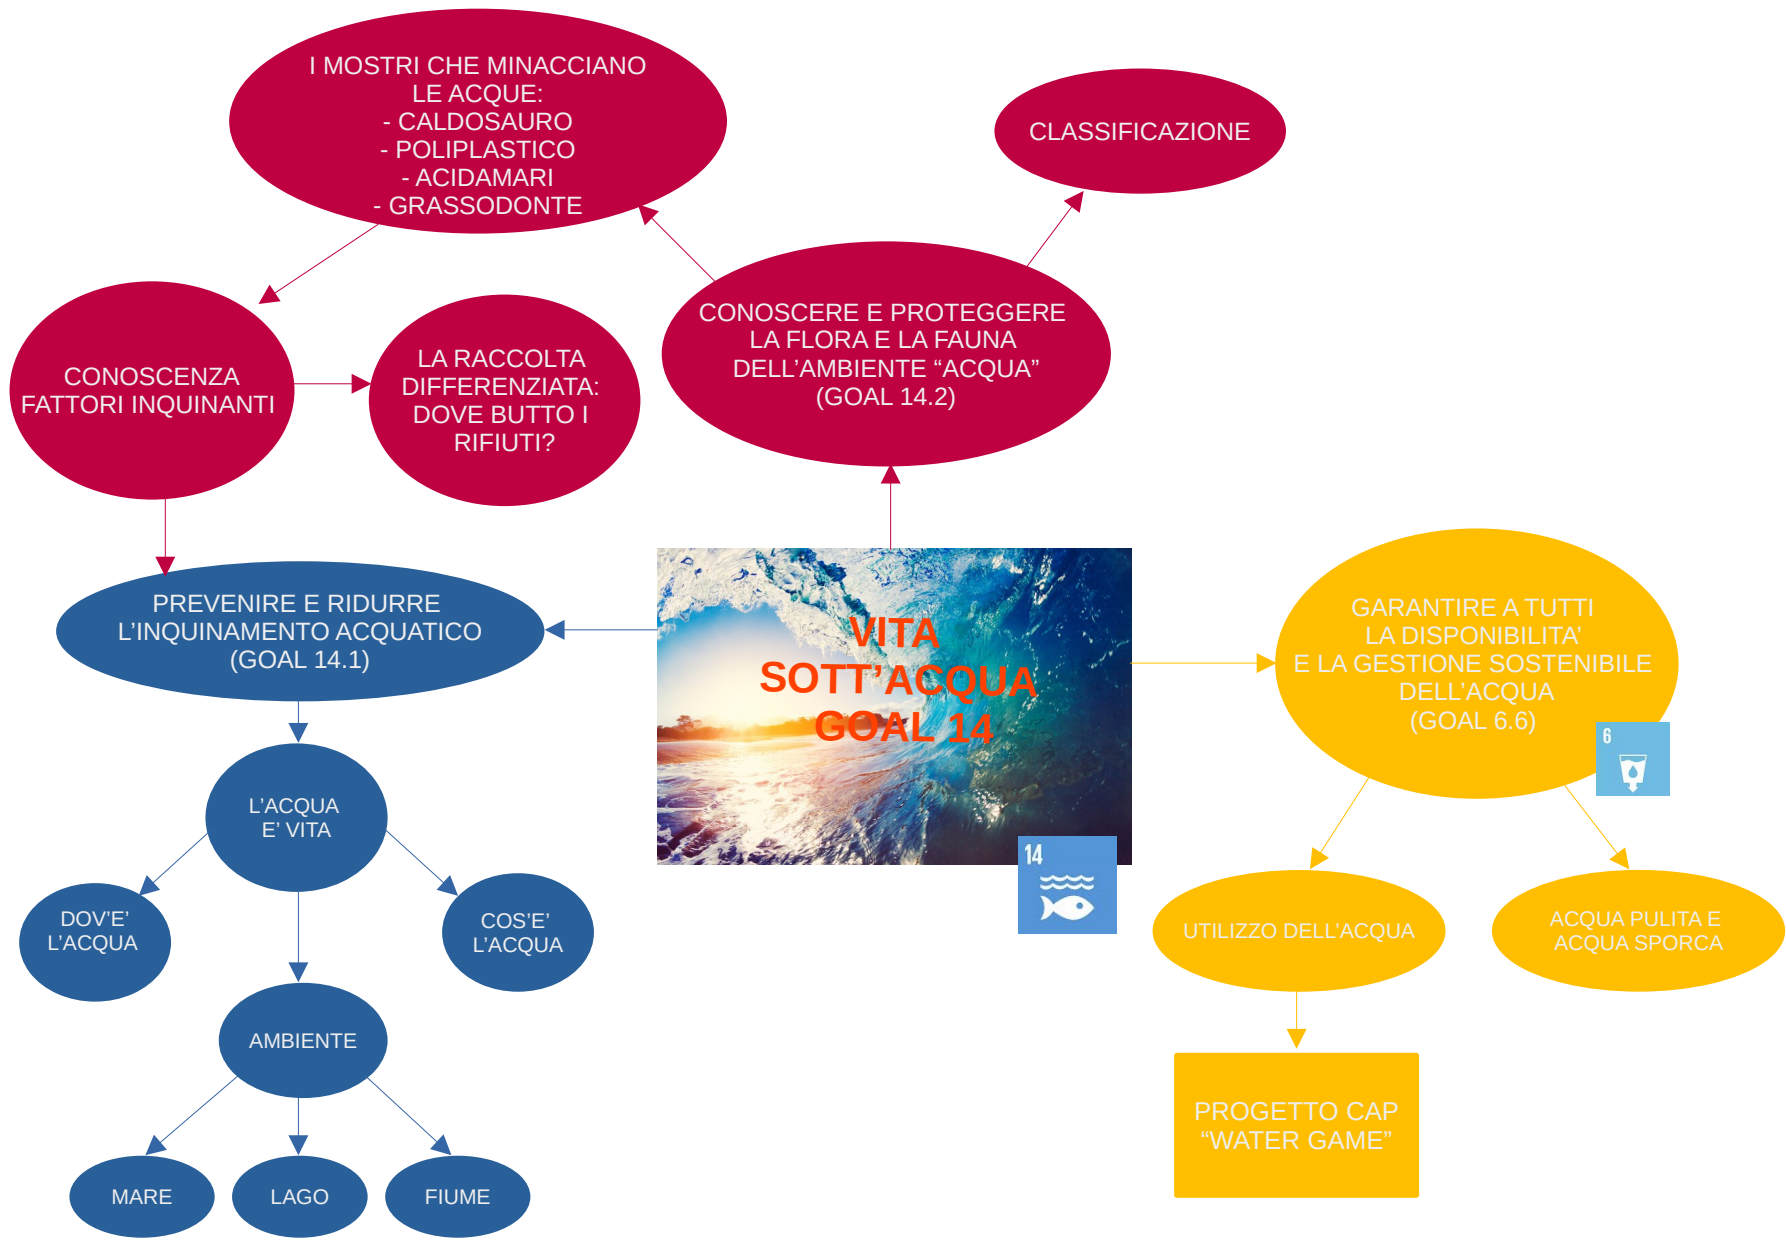 I MOSTRI CHE MINACCIANO
LE ACQUE:
- CALDOSAURO
- POLIPLASTICO
- ACIDAMARI
- GRASSODONTE
CLASSIFICAZIONE
CONOSCERE E PROTEGGERE
LA FLORA E LA FAUNA
DELL’AMBIENTE “ACQUA”
(GOAL 14.2)
CONOSCENZA
FATTORI INQUINANTI
LA RACCOLTA
DIFFERENZIATA:
DOVE BUTTO I
RIFIUTI?
PREVENIRE E RIDURRE
L’INQUINAMENTO ACQUATICO
(GOAL 14.1)
VITA
SOTT’ACQUA
GOAL 14
14
GARANTIRE A TUTTI
LA DISPONIBILITA’
E LA GESTIONE SOSTENIBILE
DELL’ACQUA
(GOAL 6.6)
6
L’ACQUA
E’ VITA
DOV’E’
L’ACQUA
COS’E’
L’ACQUA
UTILIZZO DELL’ACQUA
ACQUA PULITA E
ACQUA SPORCA
AMBIENTE
PROGETTO CAP
“WATER GAME”
MARE
LAGO
FIUME